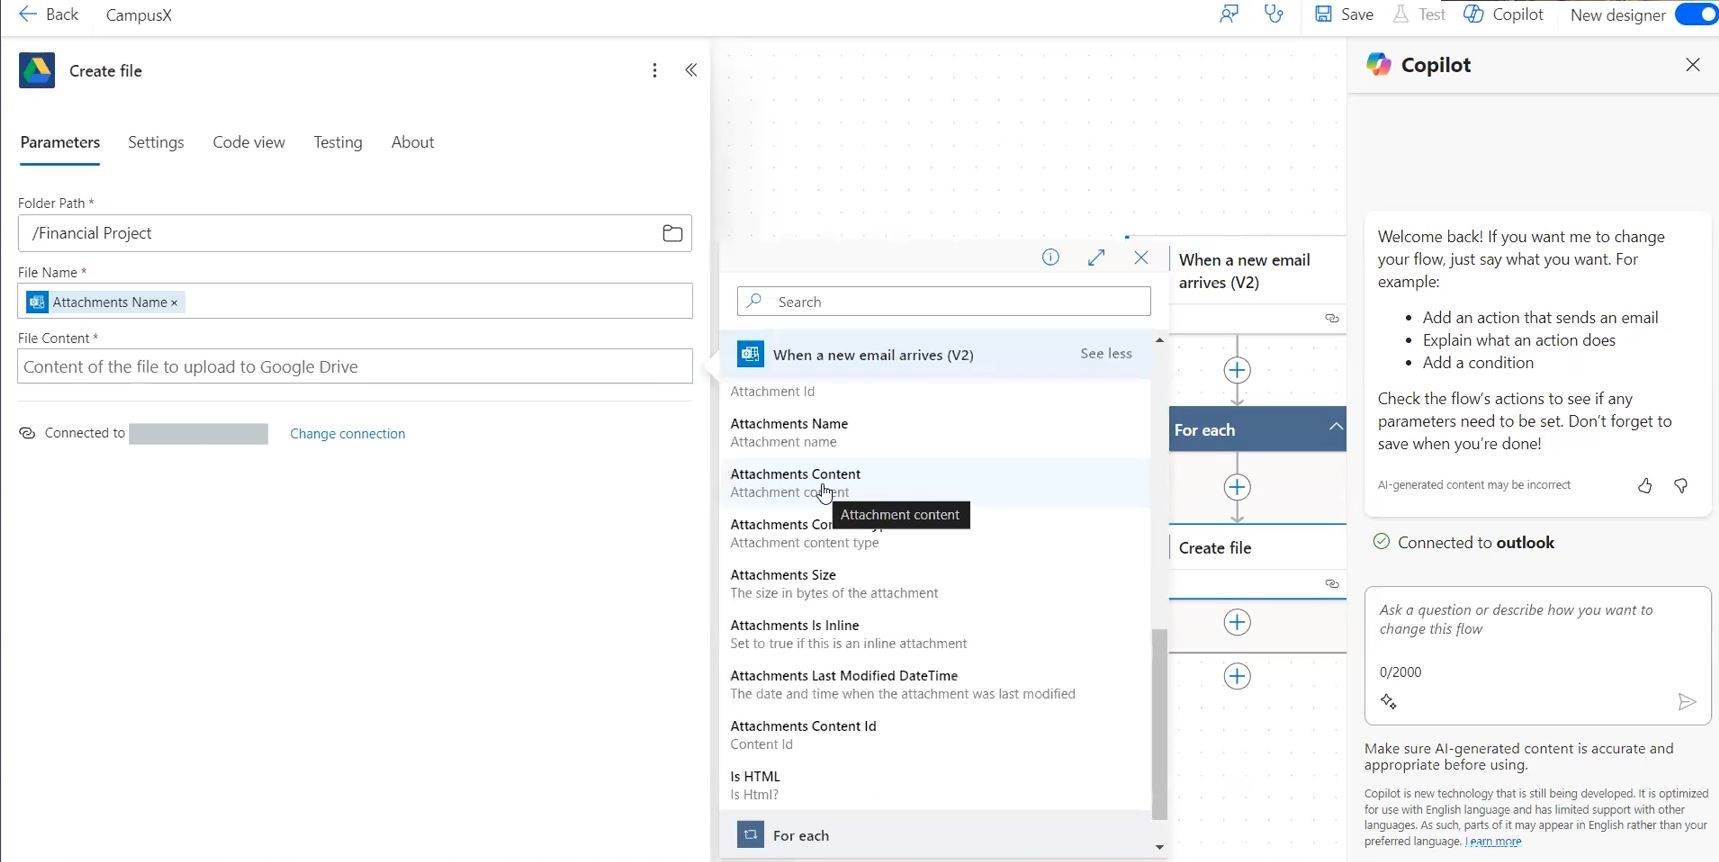 Back CampusX
Save Test Copilot New designer
Create file
Parameters Settings Code view Testing About
Folder Path *
/Financial Project
File Name *
Attachments Name ×
File Content *
Content of the file to upload to Google Drive
Connected to
Change connection
Search
When a new email arrives (V2) See less
Attachment Id
Attachments Name
Attachment name
Attachments Content
Attachment content
Attachments
Attachment content type
Attachments Size
The size in bytes of the attachment
Attachments Is Inline
Set to true if this is an inline attachment
Attachments Last Modified DateTime
The date and time when the attachment was last modified
Attachments Content Id
Content Id
Is HTML
Is Html?
For each
When a new email
arrives (V2)
For each
Create file
Copilot
Welcome back! If you want me to change
your flow, just say what you want. For
example:
• Add an action that sends an email
• Explain what an action does
• Add a condition
Check the flow's actions to see if any
parameters need to be set. Don't forget to
save when you're done!
AI-generated content may be incorrect
Connected to outlook
Ask a question or describe how you want to
change this flow
0/2000
Make sure AI-generated content is accurate and
appropriate before using.
Copilot is new technology that is still being developed. It is optimized
for use with English language and has limited support with other
languages. As such, parts of it may appear in English rather than your
preferred language. Learn more